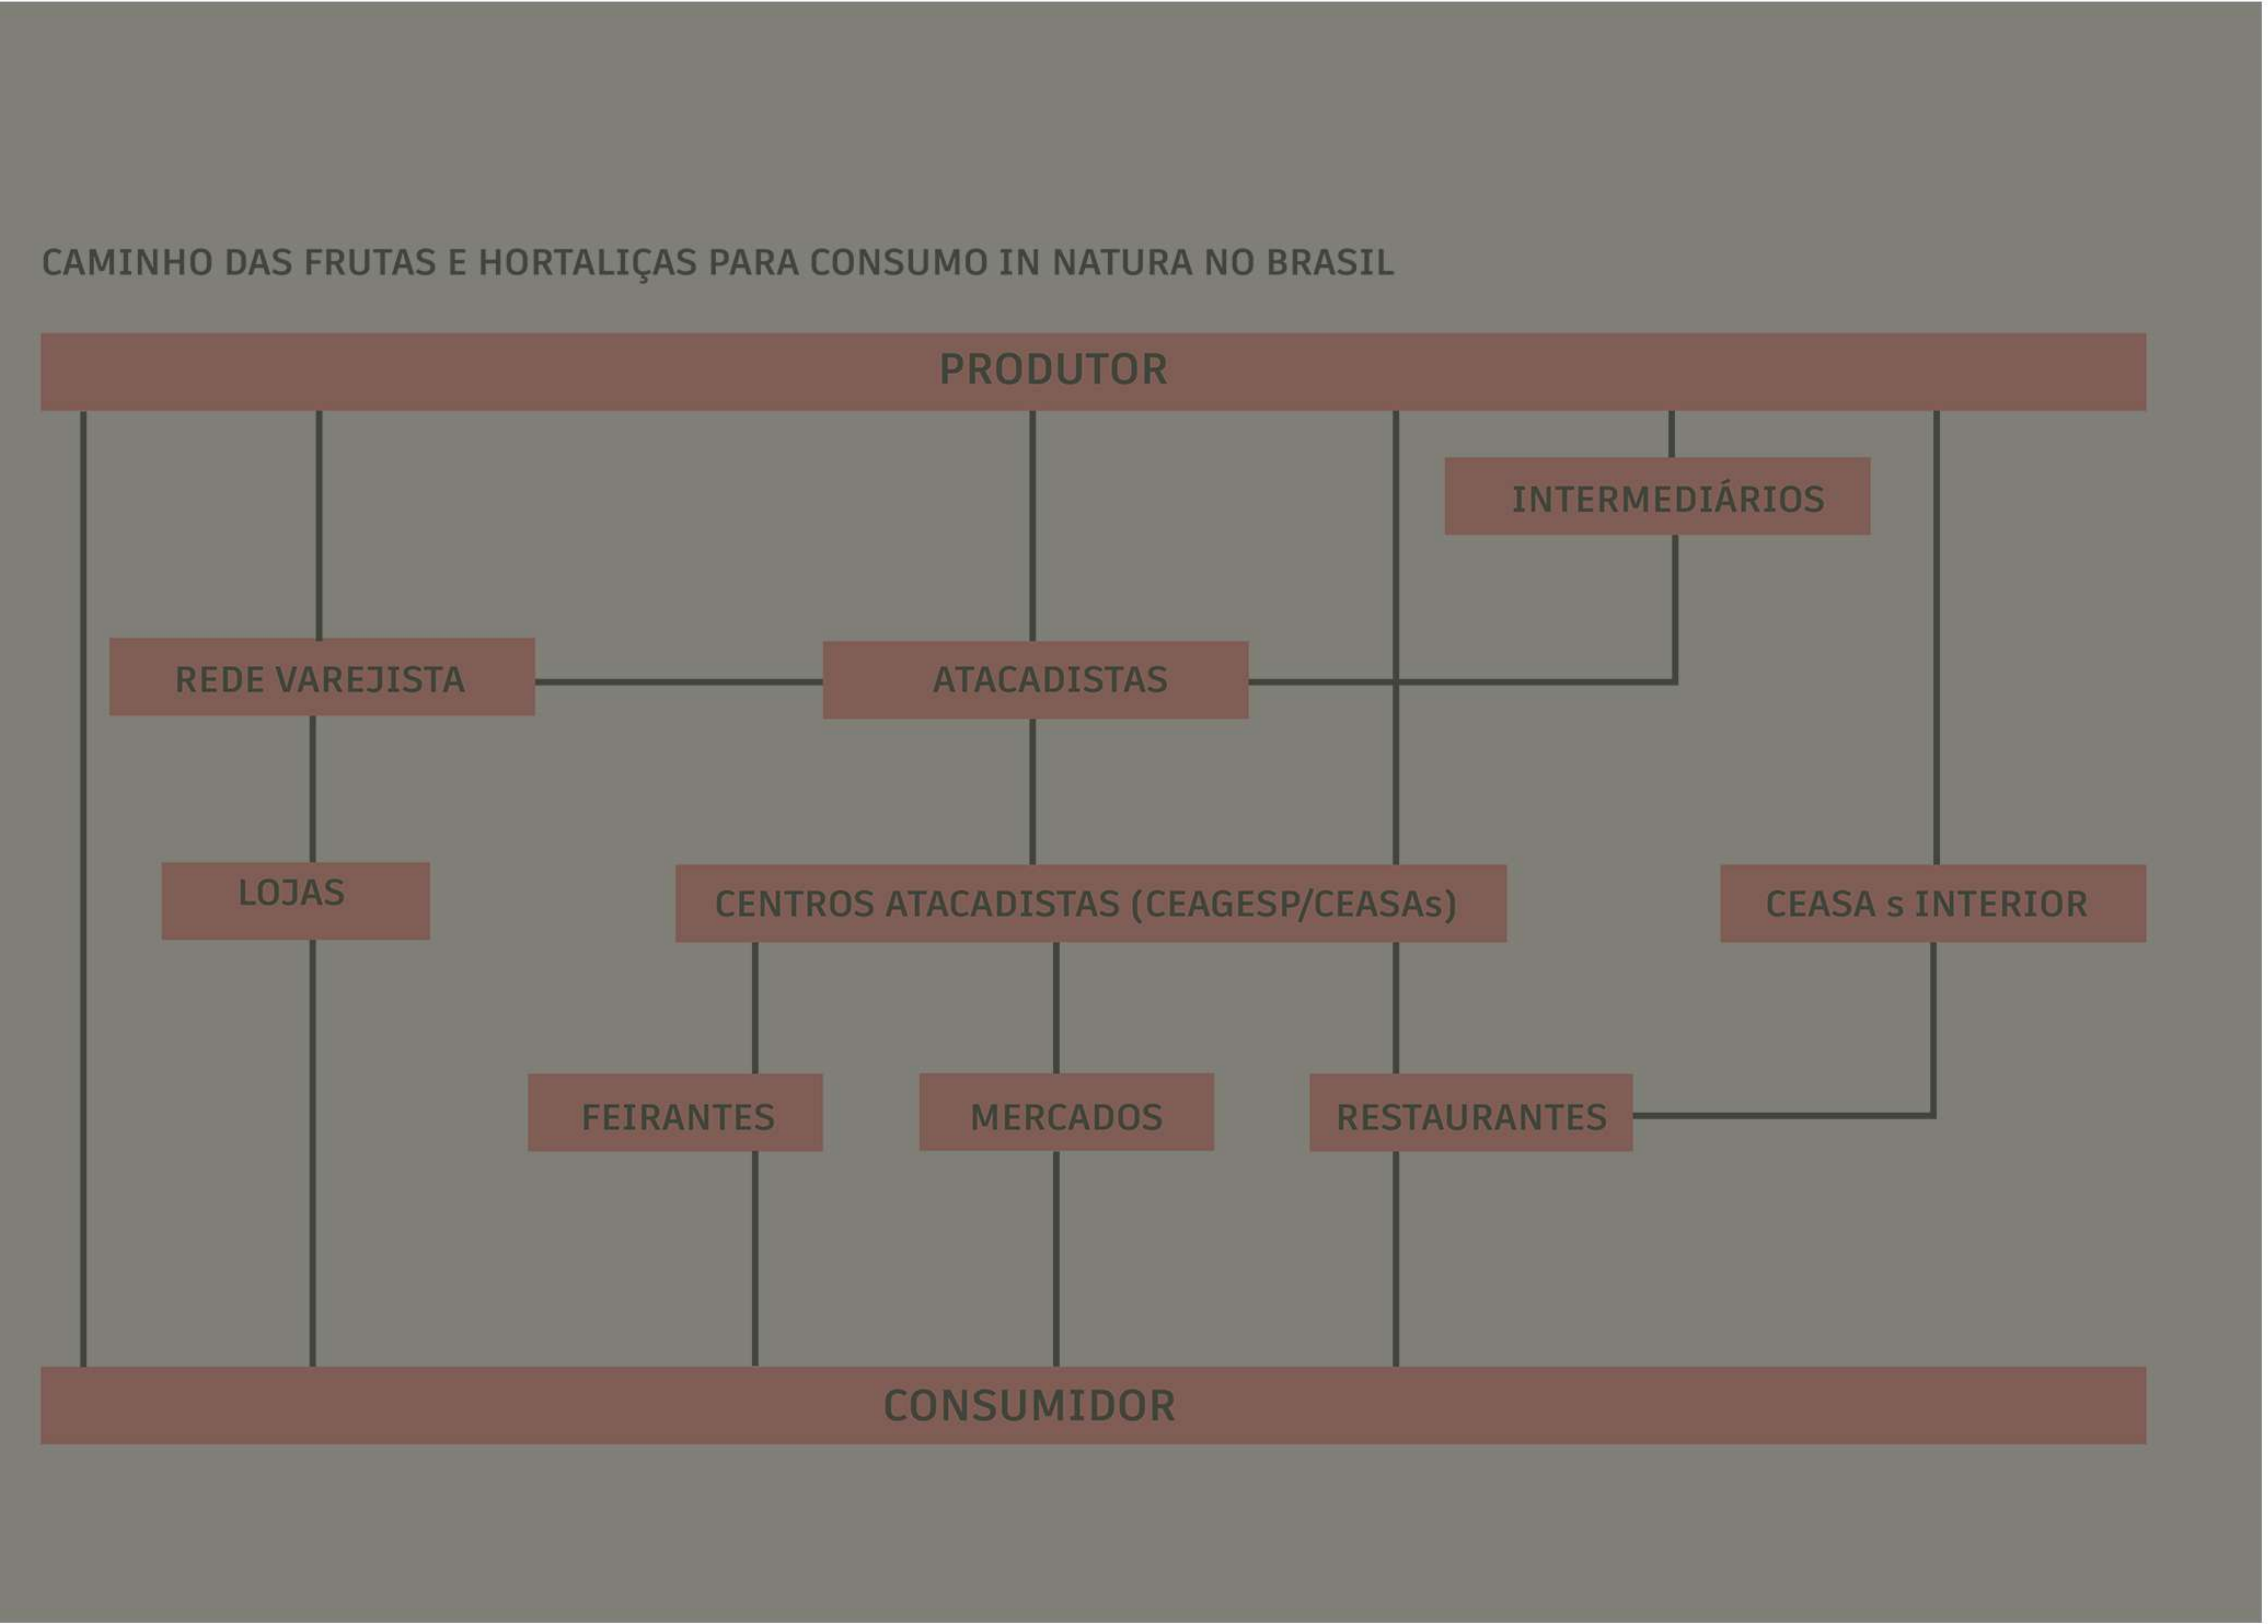 CAMINHO DAS FRUTAS E HORTALIÇAS PARA CONSUMO IN NATURA NO BRASIL
PRODUTOR
INTERMEDIÁRIOS
REDE VAREJISTA
ATACADISTAS
LOJAS
CENTROS ATACADISTAS (CEAGESP/CEASAs)
CEASA s INTERIOR
FEIRANTES
MERCADOS
RESTAURANTES
CONSUMIDOR